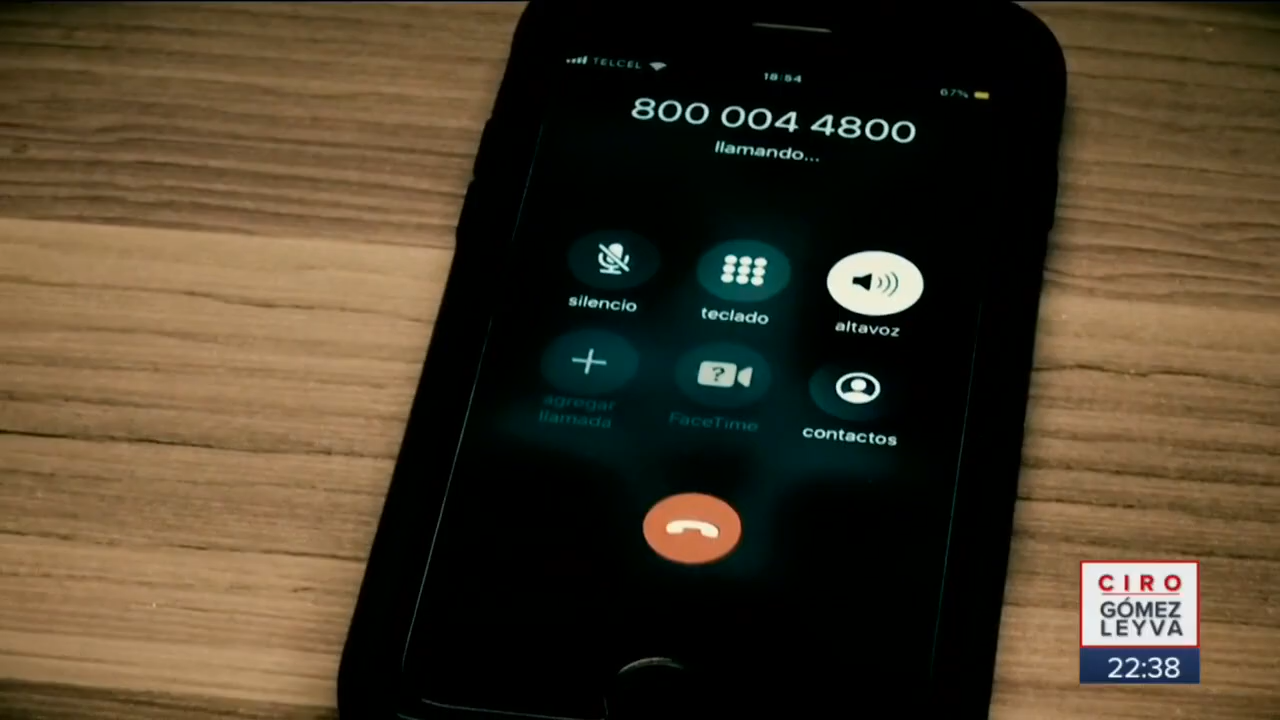 TELCEL
18:54
67%
800 004 4800
llamando...
silencio
teclado
altavoz
agregar
llamada
?
FaceTime
contactos
CIRO
GÓMEZ
LEYVA
22:38